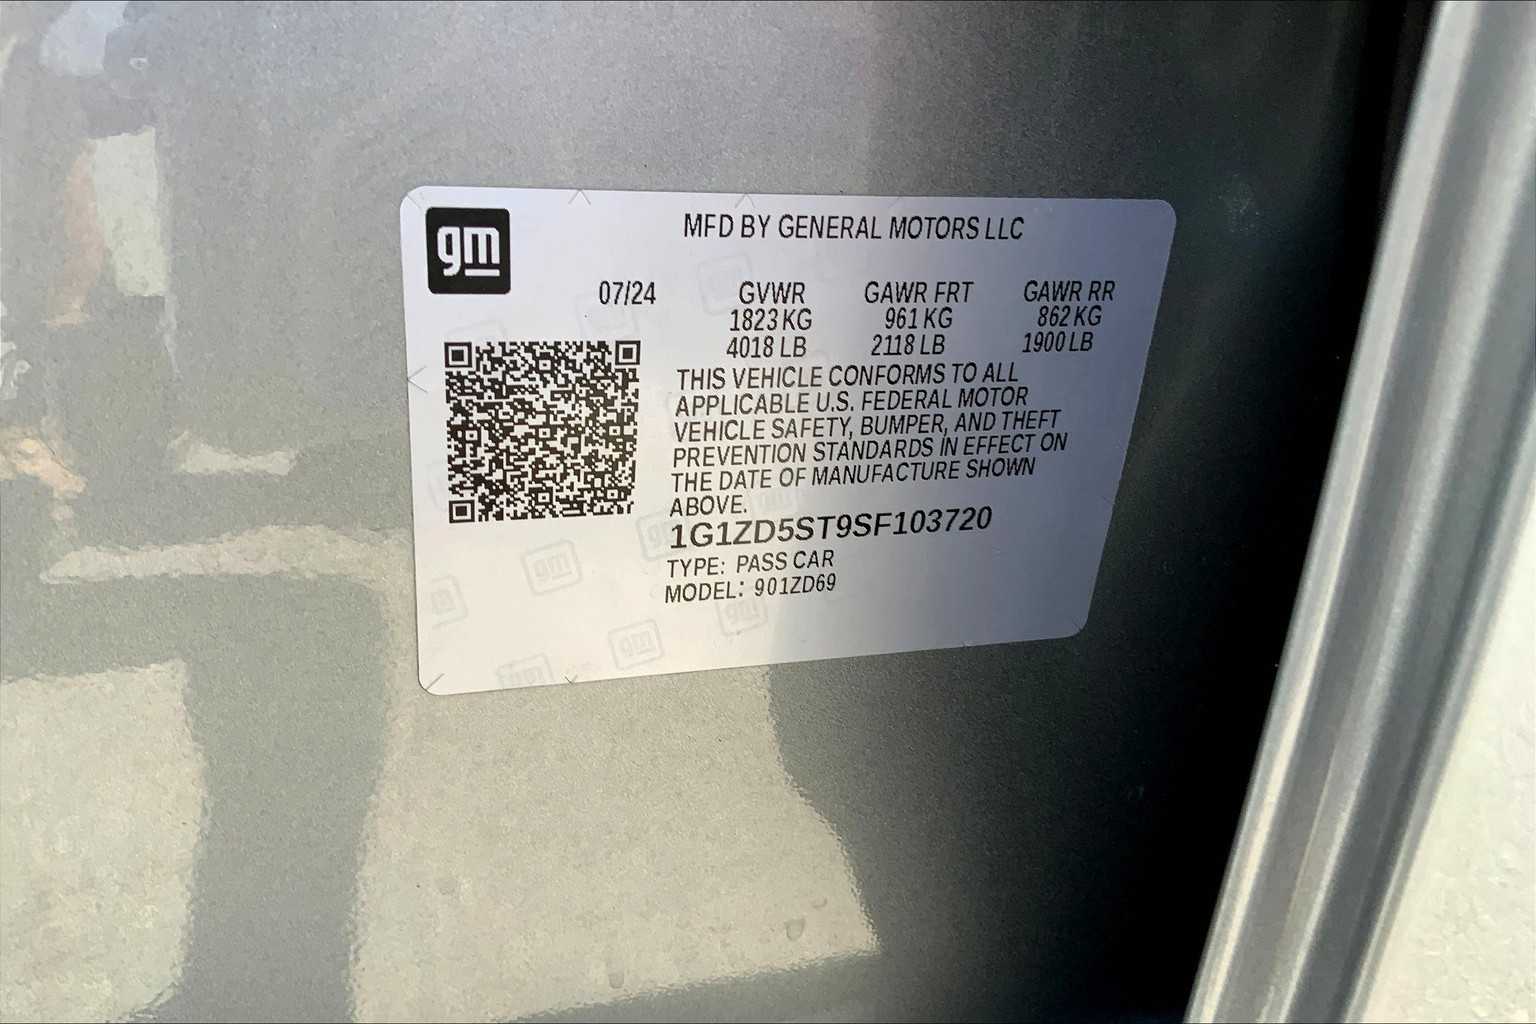 gm
MFD BY GENERAL MOTORS LLC
07/24 GVWR GAWR FRT GAWR RR
1823 KG 961 KG 862 KG
4018 LB 2118 LB 1900 LB
THIS VEHICLE CONFORMS TO ALL
APPLICABLE U.S. FEDERAL MOTOR
VEHICLE SAFETY, BUMPER, AND THEFT
PREVENTION STANDARDS IN EFFECT ON
THE DATE OF MANUFACTURE SHOWN
ABOVE.
1G1ZD5ST9SF103720
TYPE: PASS CAR
MODEL: 901ZD69